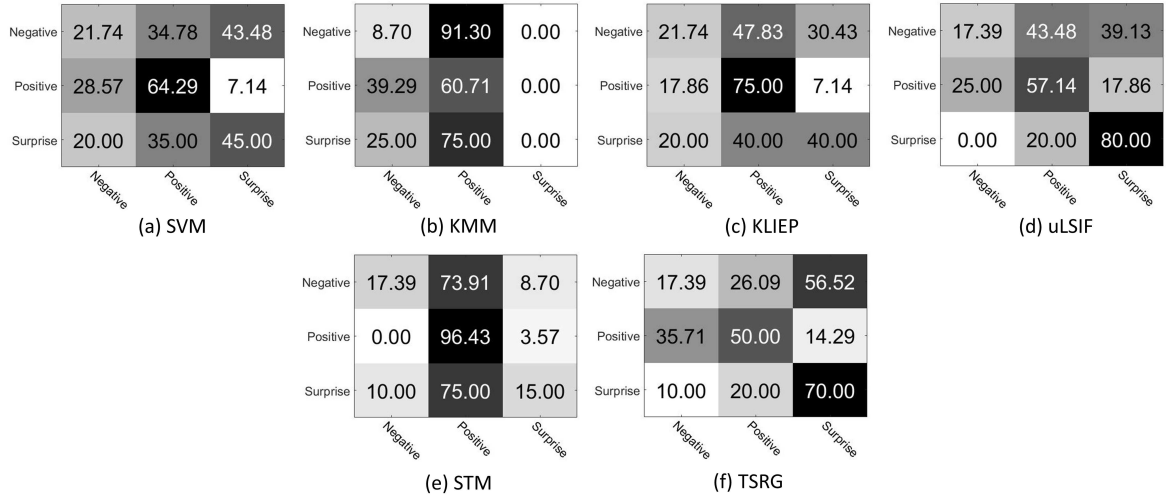 Negative 21.74 34.78 43.48
Positive 28.57 64.29 7.14
Surprise 20.00 35.00 45.00
Negative Positive Surprise
(a) SVM
Negative 8.70 91.30 0.00
Positive 39.29 60.71 0.00
Surprise 25.00 75.00 0.00
Negative Positive Surprise
(b) KMM
Negative 21.74 47.83 30.43
Positive 17.86 75.00 7.14
Surprise 20.00 40.00 40.00
Negative Positive Surprise
(c) KLIEP
Negative 17.39 43.48 39.13
Positive 25.00 57.14 17.86
Surprise 0.00 20.00 80.00
Negative Positive Surprise
(d) uLSIF
Negative 17.39 73.91 8.70
Positive 0.00 96.43 3.57
Surprise 10.00 75.00 15.00
Negative Positive Surprise
(e) STM
Negative 17.39 26.09 56.52
Positive 35.71 50.00 14.29
Surprise 10.00 20.00 70.00
Negative Positive Surprise
(f) TSRG